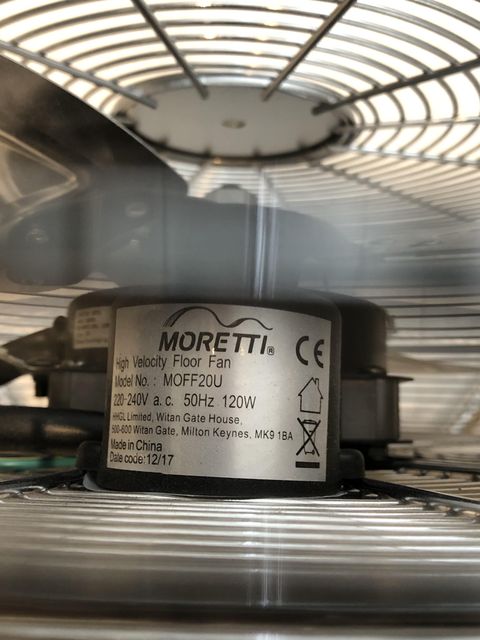 MORETTI®
High Velocity Floor Fan
Model No. : MOFF20U
220-240V a.c. 50Hz 120W
HHGL Limited, Witan Gate House,
500-600 Witan Gate, Milton Keynes, MK9 1BA
Made in China
Date code: 12/17
CE